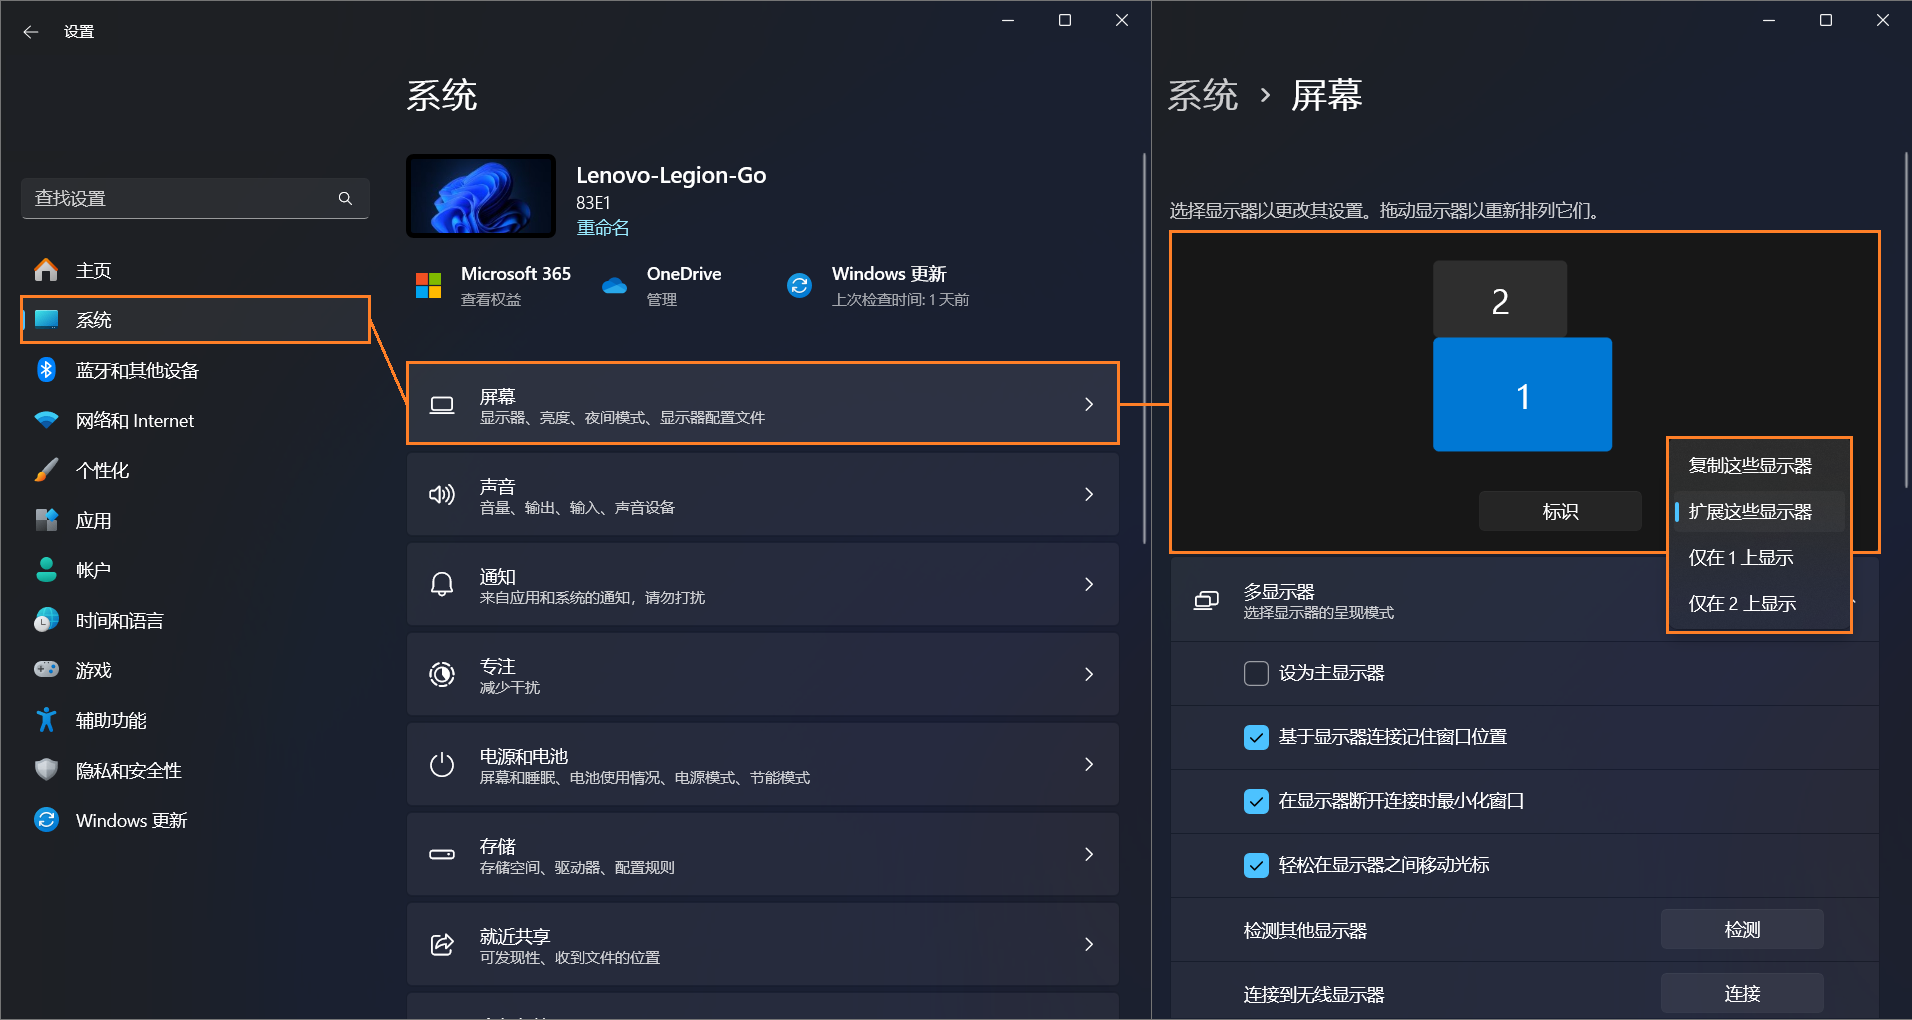 设置
查找设置
主页
系统
蓝牙和其他设备
网络和 Internet
个性化
应用
帐户
时间和语言
游戏
辅助功能
隐私和安全性
Windows 更新
系统
Lenovo-Legion-Go
83E1
重命名
Microsoft 365
查看权益
OneDrive
管理
Windows 更新
上次检查时间: 1 天前
屏幕
显示器、亮度、夜间模式、显示器配置文件
声音
音量、输出、输入、声音设备
通知
来自应用和系统的通知，请勿打扰
专注
减少干扰
电源和电池
屏幕和睡眠、电池使用情况、电源模式、节能模式
存储
存储空间、驱动器、配置规则
就近共享
可发现性、收到文件的位置
系统 › 屏幕
选择显示器以更改其设置。拖动显示器以重新排列它们。
2
1
标识
复制这些显示器
扩展这些显示器
仅在 1 上显示
仅在 2 上显示
多显示器
选择显示器的呈现模式
设为主显示器
基于显示器连接记住窗口位置
在显示器断开连接时最小化窗口
轻松在显示器之间移动光标
检测其他显示器
检测
连接到无线显示器
连接